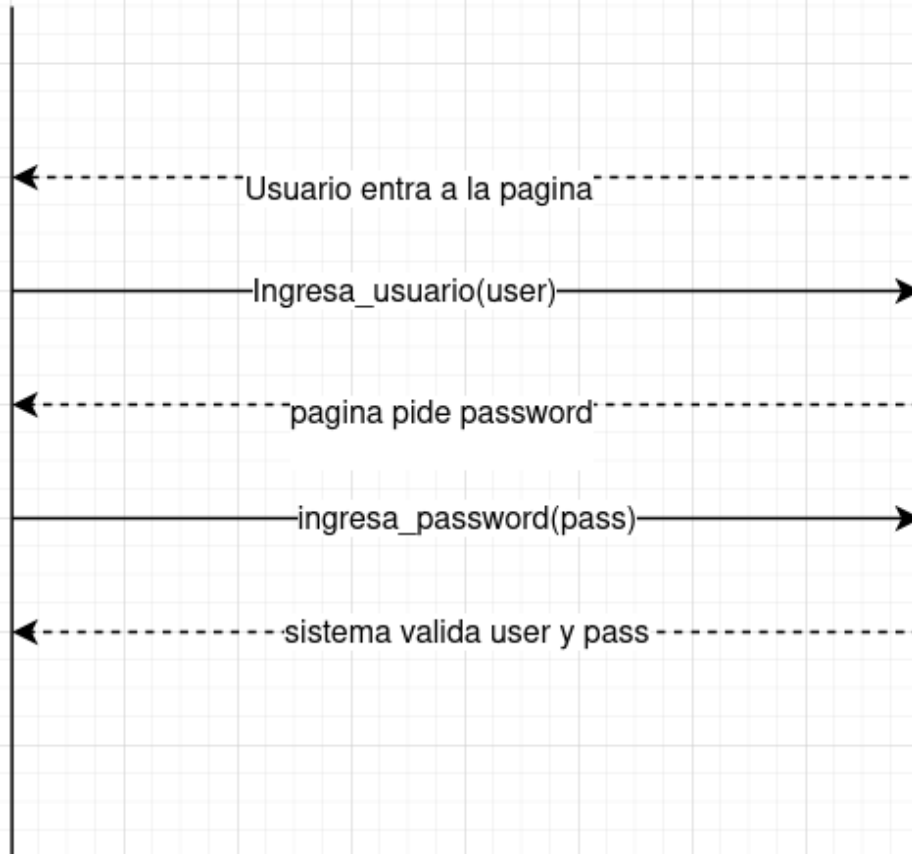 Usuario entra a la pagina
Ingresa_usuario(user)
pagina pide password
ingresa_password(pass)
sistema valida user y pass